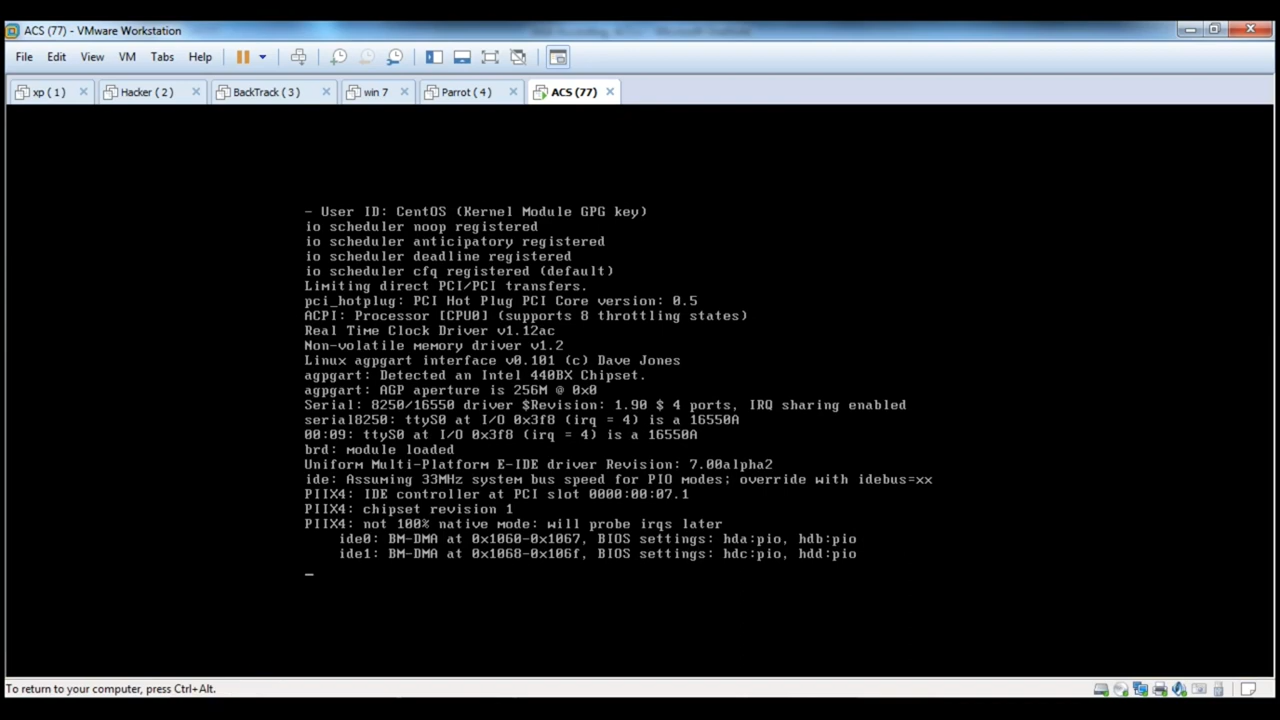 ACS (77) - VMware Workstation
File Edit View VM Tabs Help
xp ( 1 ) Hacker ( 2 ) BackTrack ( 3 ) win 7 Parrot ( 4 ) ACS (77)
- User ID: CentOS (Kernel Module GPG key)
io scheduler noop registered
io scheduler anticipatory registered
io scheduler deadline registered
io scheduler cfq registered (default)
Limiting direct PCI/PCI transfers.
pci_hotplug: PCI Hot Plug PCI Core version: 0.5
ACPI: Processor [CPU0] (supports 8 throttling states)
Real Time Clock Driver v1.12ac
Non-volatile memory driver v1.2
Linux agpgart interface v0.101 (c) Dave Jones
agpgart: Detected an Intel 440BX Chipset.
agpgart: AGP aperture is 256M @ 0x0
Serial: 8250/16550 driver $Revision: 1.90 $ 4 ports, IRQ sharing enabled
serial8250: ttyS0 at I/O 0x3f8 (irq = 4) is a 16550A
00:09: ttyS0 at I/O 0x3f8 (irq = 4) is a 16550A
brd: module loaded
Uniform Multi-Platform E-IDE driver Revision: 7.00alpha2
ide: Assuming 33MHz system bus speed for PIO modes; override with idebus=xx
PIIX4: IDE controller at PCI slot 0000:00:07.1
PIIX4: chipset revision 1
PIIX4: not 100% native mode: will probe irqs later
ide0: BM-DMA at 0x1060-0x1067, BIOS settings: hda:pio, hdb:pio
ide1: BM-DMA at 0x1068-0x106f, BIOS settings: hdc:pio, hdd:pio
To return to your computer, press Ctrl+Alt.